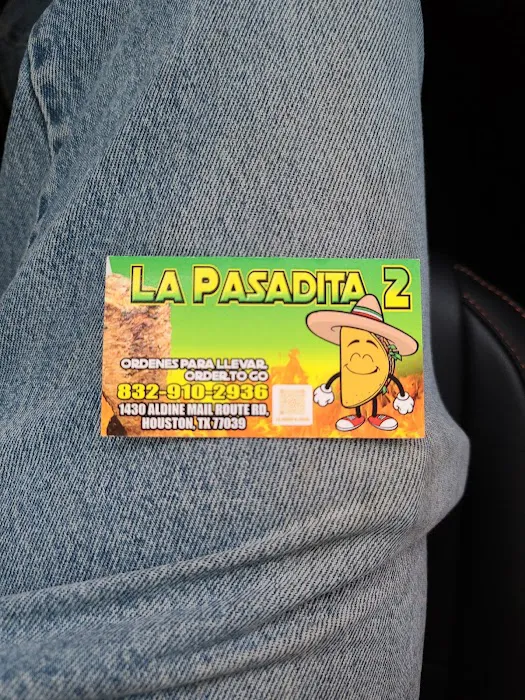 LA PASADITA 2
ORDENES PARA LLEVAR.
ORDER TO GO
832-910-2936
1430 ALDINE MAIL ROUTE RD,
HOUSTON, TX 77039